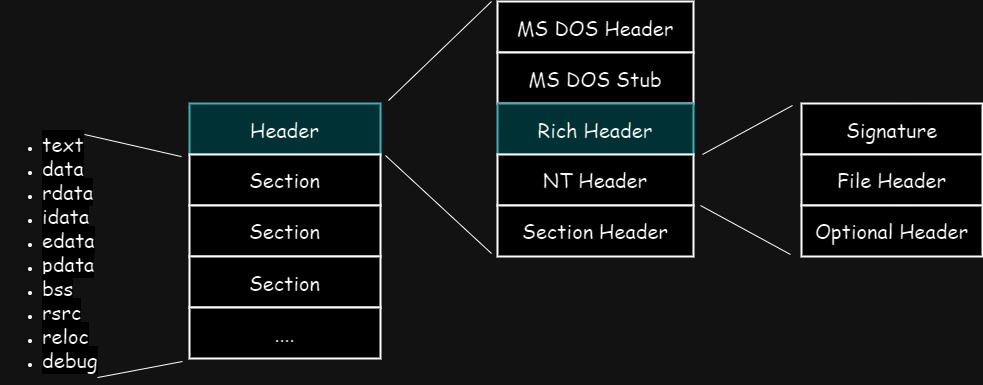 text
data
rdata
idata
edata
pdata
bss
rsrc
reloc
debug
Header
Section
Section
Section
....
MS DOS Header
MS DOS Stub
Rich Header
NT Header
Section Header
Signature
File Header
Optional Header